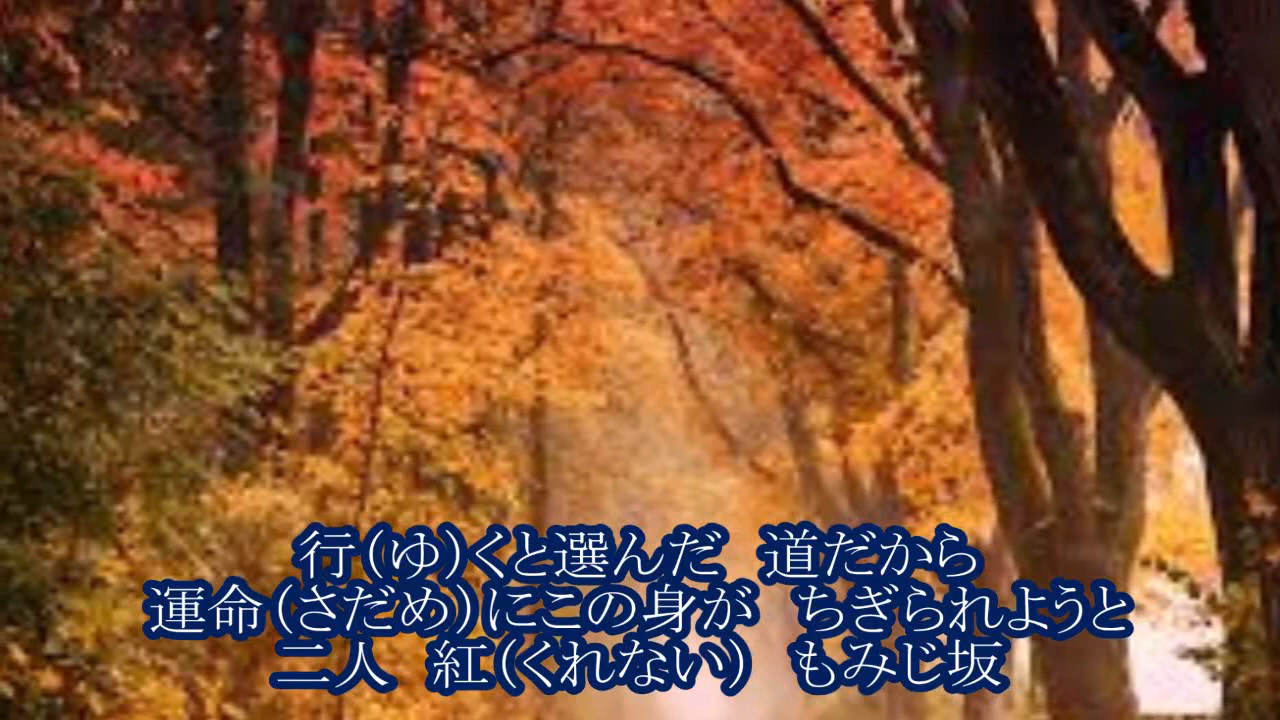 行(ゆ)くと選んだ　道だから
運命(さだめ)にこの身が　ちぎられようと
二人　紅(くれない)　もみじ坂